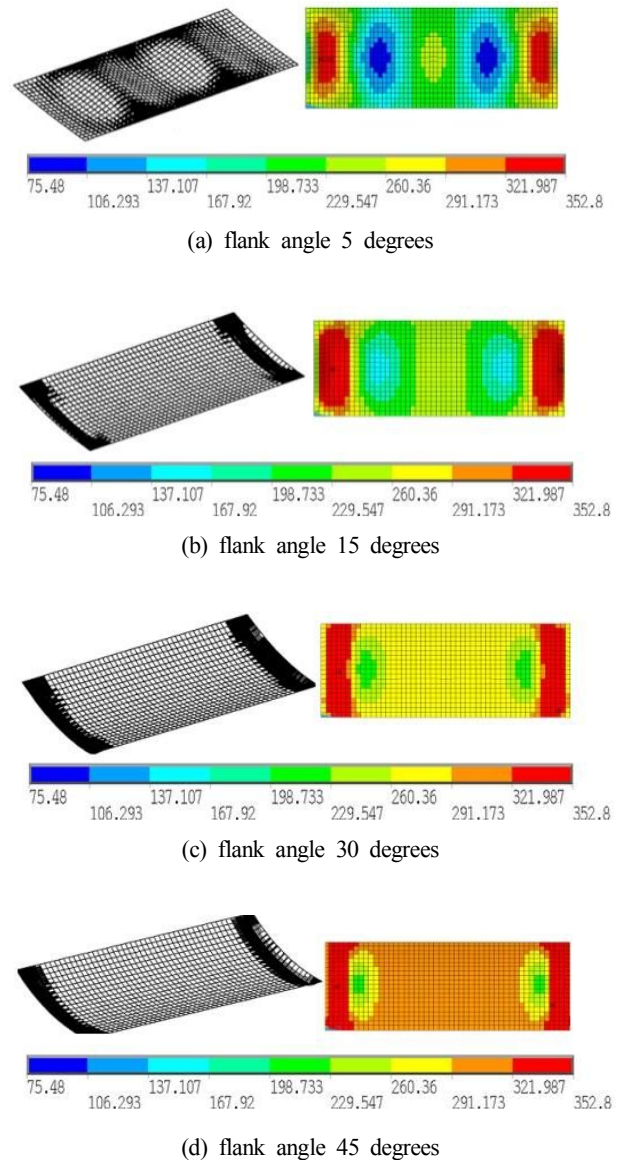 75.48 137.107 198.733 260.36 321.987
106.293 167.92 229.547 291.173 352.8
(a) flank angle 5 degrees
75.48 137.107 198.733 260.36 321.987
106.293 167.92 229.547 291.173 352.8
(b) flank angle 15 degrees
75.48 137.107 198.733 260.36 321.987
106.293 167.92 229.547 291.173 352.8
(c) flank angle 30 degrees
75.48 137.107 198.733 260.36 321.987
106.293 167.92 229.547 291.173 352.8
(d) flank angle 45 degrees